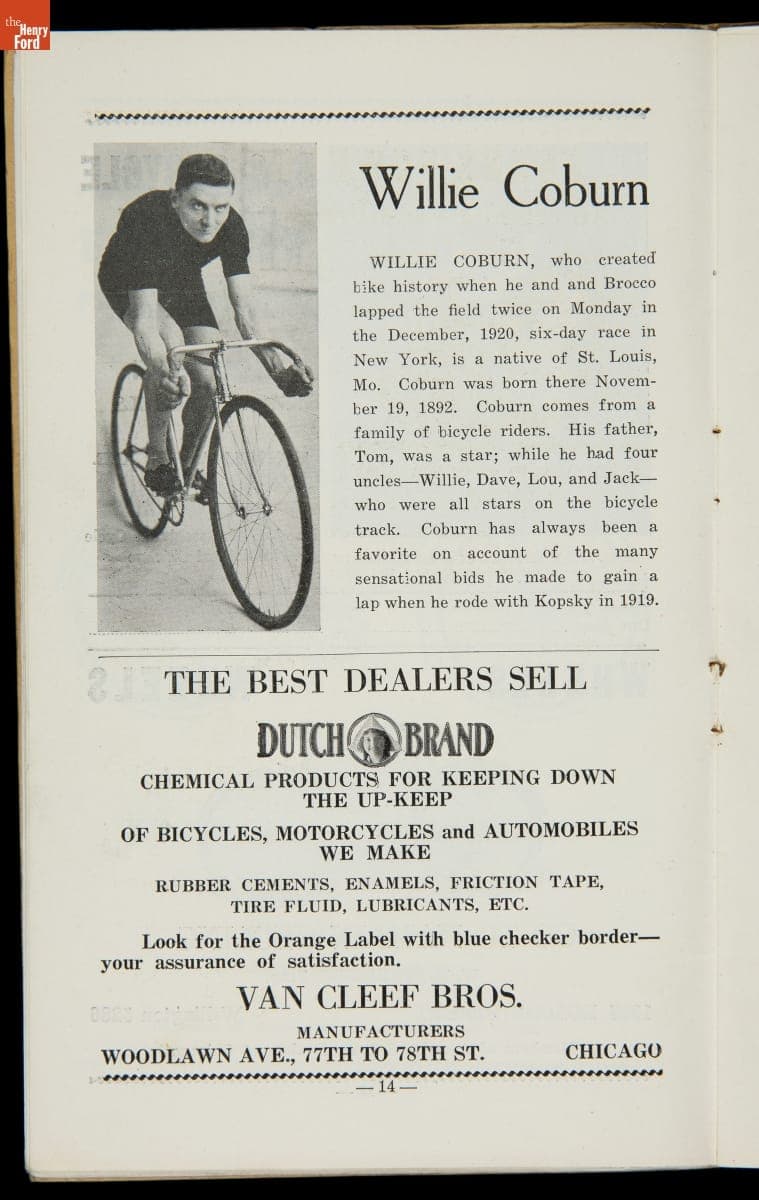 the
Henry
Ford
Willie Coburn
WILLIE COBURN, who created
bike history when he and and Brocco
lapped the field twice on Monday in
the December, 1920, six-day race in
New York, is a native of St. Louis,
Mo. Coburn was born there Novem-
ber 19, 1892. Coburn comes from a
family of bicycle riders. His father,
Tom, was a star; while he had four
uncles—Willie, Dave, Lou, and Jack—
who were all stars on the bicycle
track. Coburn has always been a
favorite on account of the many
sensational bids he made to gain a
lap when he rode with Kopsky in 1919.
THE BEST DEALERS SELL
DUTCH BRAND
CHEMICAL PRODUCTS FOR KEEPING DOWN
THE UP-KEEP
OF BICYCLES, MOTORCYCLES and AUTOMOBILES
WE MAKE
RUBBER CEMENTS, ENAMELS, FRICTION TAPE,
TIRE FLUID, LUBRICANTS, ETC.
Look for the Orange Label with blue checker border—
your assurance of satisfaction.
VAN CLEEF BROS.
MANUFACTURERS
WOODLAWN AVE., 77TH TO 78TH ST. CHICAGO
— 14 —